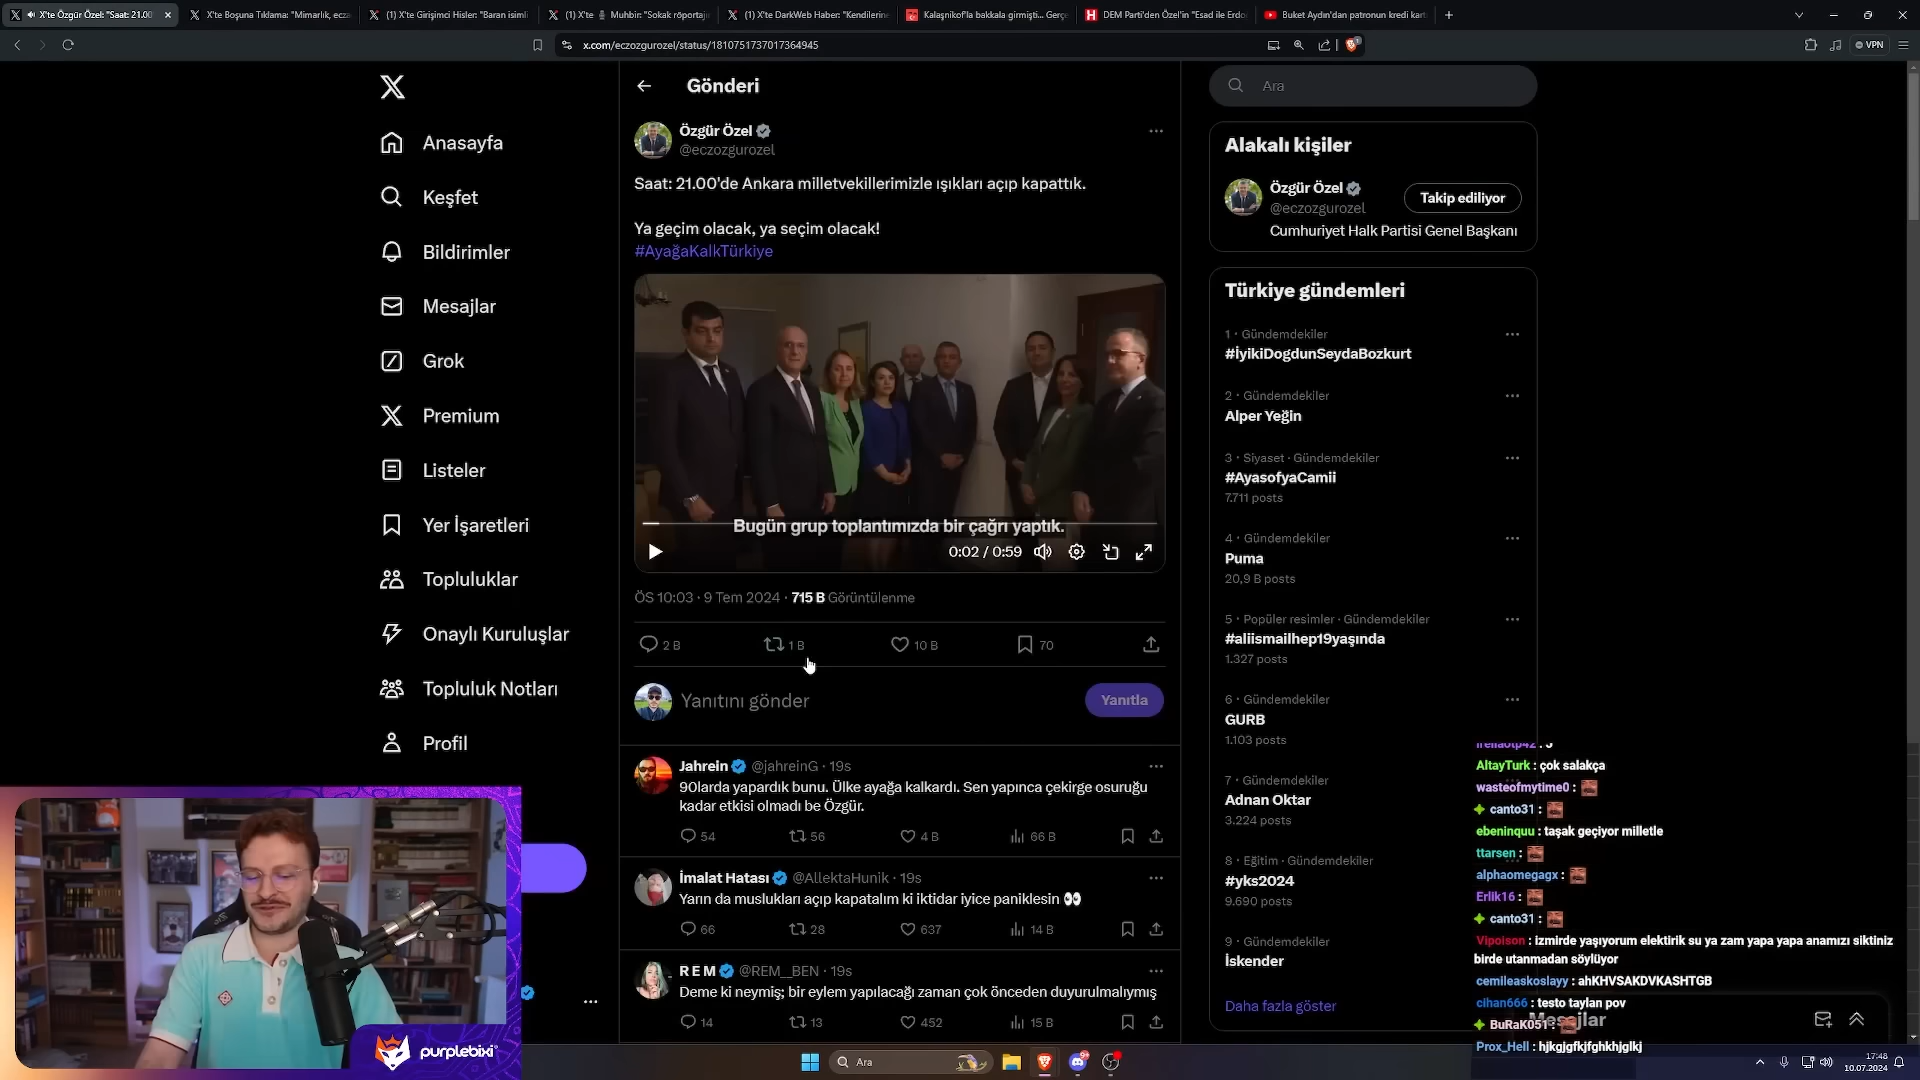 X'te Özgür Özel: "Saat: 21.00
X'te Boşuna Tıklama: "Mimarlık, ecza
(1) X'te Girişimci Hisler: "Baran isimli
(1) X'te
Muhbir: "Sokak röportajı
(1) X'te DarkWeb Haber: "Kendilerine
Kalaşnikof'la bakkala girmişti... Gerçe
DEM Parti'den Özel'in "Esad ile Erdo
Buket Aydın'dan patronun kredi kart
x.com/eczozgurozel/status/1810751737017364945
VPN
Anasayfa
Keşfet
Bildirimler
Mesajlar
Grok
Premium
Listeler
Yer İşaretleri
Topluluklar
Onaylı Kuruluşlar
Topluluk Notları
Profil
Gönderi
Özgür Özel
@eczozgurozel
Saat: 21.00'de Ankara milletvekillerimizle ışıkları açıp kapattık.
Ya geçim olacak, ya seçim olacak!
#AyağaKalkTürkiye
Bugün grup toplantımızda bir çağrı yaptık.
0:02 / 0:59
ÖS 10:03 · 9 Tem 2024 · 715 B Görüntülenme
2 B
1 B
10 B
70
Yanıtını gönder
Yanıtla
Jahrein @jahreinG · 19s
90larda yapardık bunu. Ülke ayağa kalkardı. Sen yapınca çekirge osuruğu
kadar etkisi olmadı be Özgür.
54
56
4 B
66 B
İmalat Hatası @AllektaHunik · 19s
Yarın da muslukları açıp kapatalım ki iktidar iyice paniklesin 👀
66
28
637
14 B
R E M @REM__BEN · 19s
Deme ki neymiş; bir eylem yapılacağı zaman çok önceden duyurulmalıymış
14
13
452
15 B
Ara
Alakalı kişiler
Özgür Özel
@eczozgurozel
Takip ediliyor
Cumhuriyet Halk Partisi Genel Başkanı
Türkiye gündemleri
1 · Gündemdekiler
#İyikiDogdunSeydaBozkurt
2 · Gündemdekiler
Alper Yeğin
3 · Siyaset · Gündemdekiler
#AyasofyaCamii
7.711 posts
4 · Gündemdekiler
Puma
20,9 B posts
5 · Popüler resimler · Gündemdekiler
#aliismailhep19yaşında
1.327 posts
6 · Gündemdekiler
GURB
1.103 posts
7 · Gündemdekiler
Adnan Oktar
3.224 posts
8 · Eğitim · Gündemdekiler
#yks2024
9.690 posts
9 · Gündemdekiler
İskender
Daha fazla göster
AltayTurk : çok salakça
wasteofmytime0 :
canto31 :
ebeninquu : taşak geçiyor milletle
ttarsen :
alphaomegagx :
Erlik16 :
canto31 :
Vipoison : izmirde yaşıyorum elektirik su ya zam yapa yapa anamızı siktiniz
birde utanmadan söylüyor
cemileaskoslayy : ahKHVSAKDVKASHTGB
cihan666 : testo taylan pov
BuRaK051 :
Mesajlar
Prox_Hell : hjkgjgfkjfghkhjglkj
purplebixi
Ara
17:48
10.07.2024